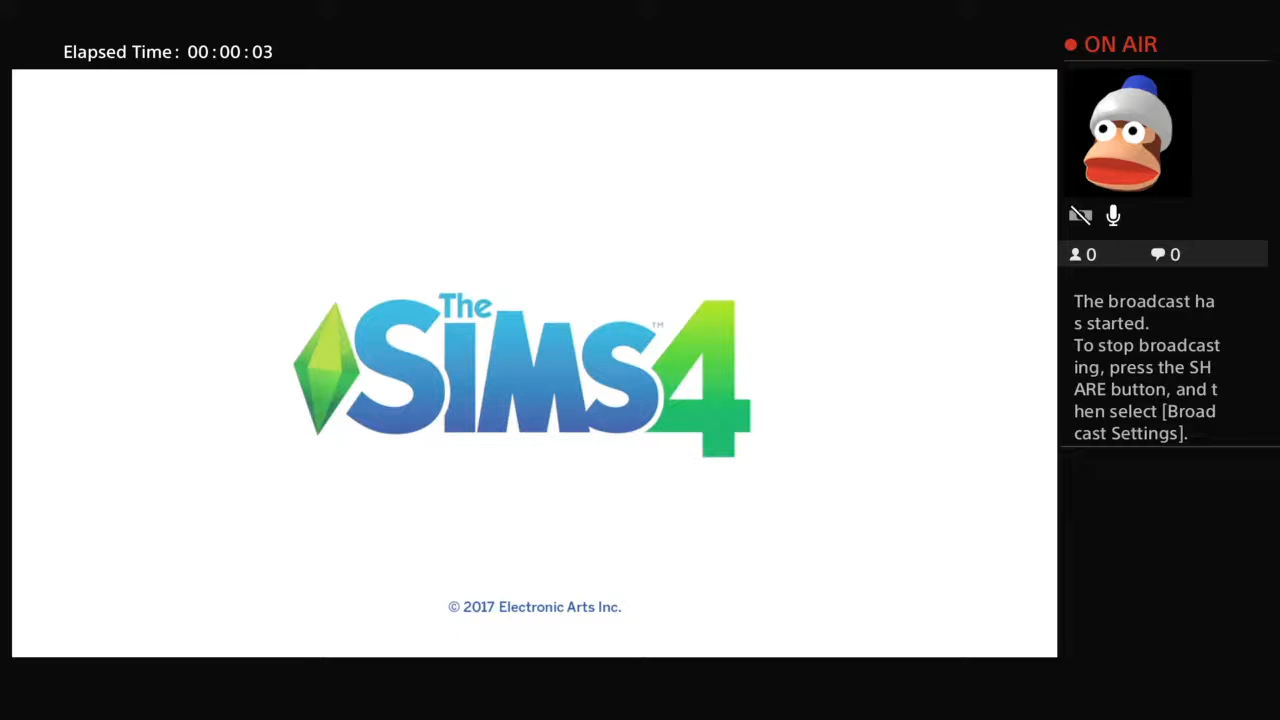 Elapsed Time: 00:00:03
ON AIR
0 0
The Sims 4™
© 2017 Electronic Arts Inc.
The broadcast ha
s started.
To stop broadcast
ing, press the SH
ARE button, and t
hen select [Broad
cast Settings].